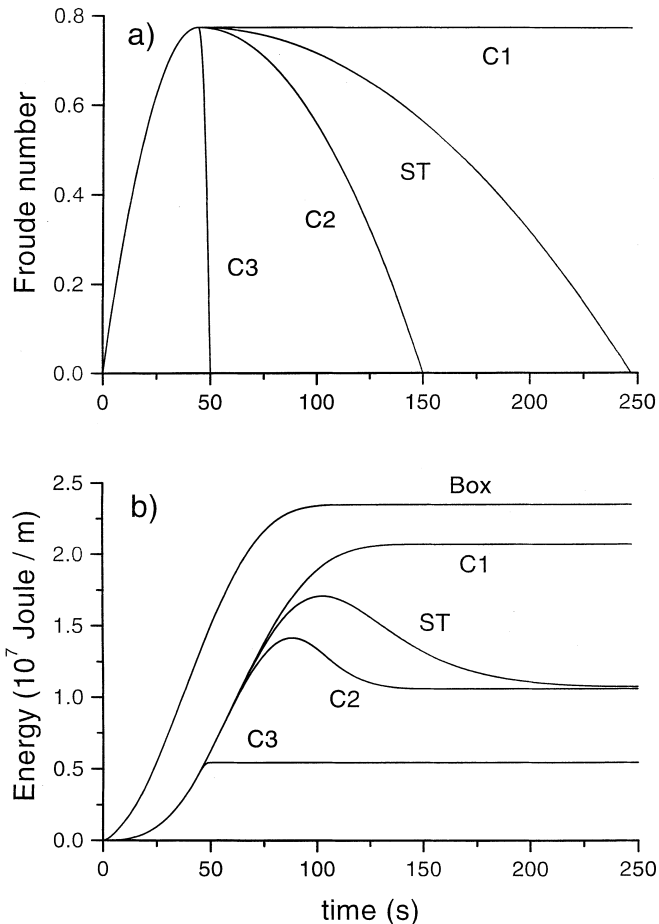 0.8
a)
C1
0.6
Froude number
ST
0.4
C2
C3
0.2
0.0
0 50 100 150 200 250
2.5
b)
Box
2.0
C1
Energy (10⁷ Joule / m)
1.5
ST
1.0
C2
C3
0.5
0.0
0 50 100 150 200 250
time (s)